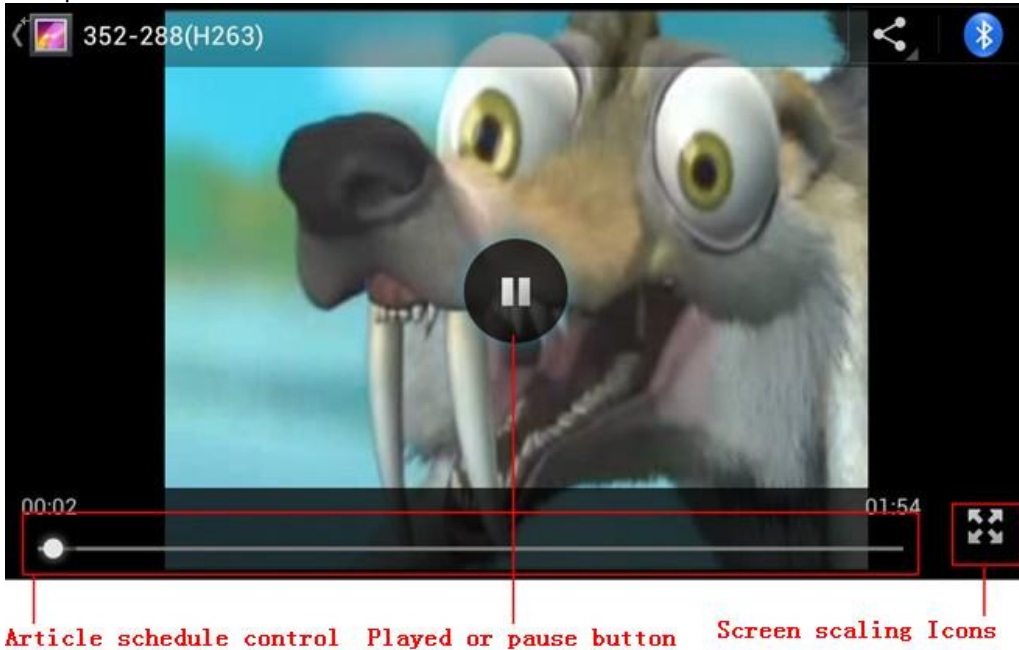 352-288(H263)
00:02 01:54
Article schedule control Played or pause button Screen scaling Icons